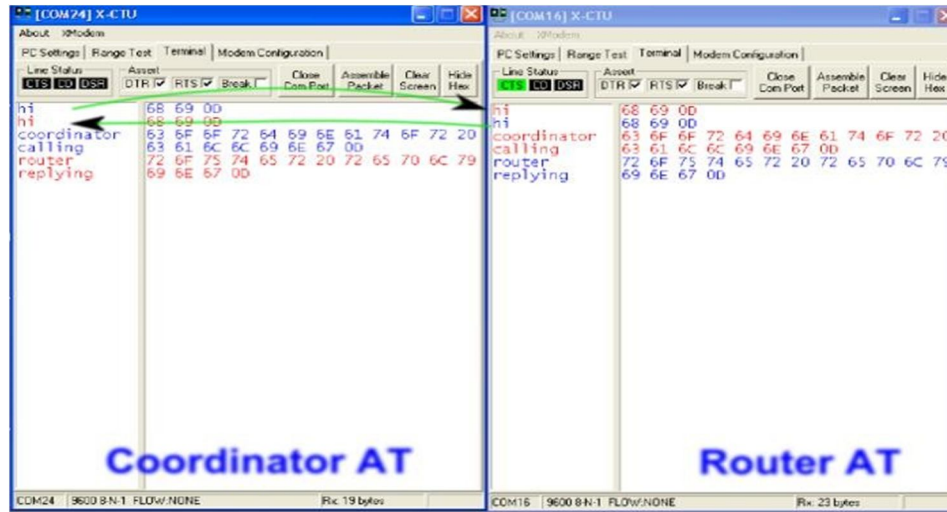 [COM24] X-CTU
About XModem
PC Settings Range Test Terminal Modem Configuration
Line Status
CTS CD DSR
Assert
DTR RTS Break
Close Com Port
Assemble Packet
Clear Screen
Hide Hex
hi 68 69 0D
hi 68 69 0D
coordinator 63 6F 6F 72 64 69 6E 61 74 6F 72 20
calling 63 61 6C 6C 69 6E 67 0D
router 72 6F 75 74 65 72 20 72 65 70 6C 79
replying 69 6E 67 0D
Coordinator AT
COM24 9600 8-N-1 FLOW:NONE Rx: 19 bytes
[COM16] X-CTU
About XModem
PC Settings Range Test Terminal Modem Configuration
Line Status
CTS CD DSR
Assert
DTR RTS Break
Close Com Port
Assemble Packet
Clear Screen
Hide Hex
hi 68 69 0D
hi 68 69 0D
coordinator 63 6F 6F 72 64 69 6E 61 74 6F 72 20
calling 63 61 6C 6C 69 6E 67 0D
router 72 6F 75 74 65 72 20 72 65 70 6C 79
replying 69 6E 67 0D
Router AT
COM16 9600 8-N-1 FLOW:NONE Rx: 23 bytes